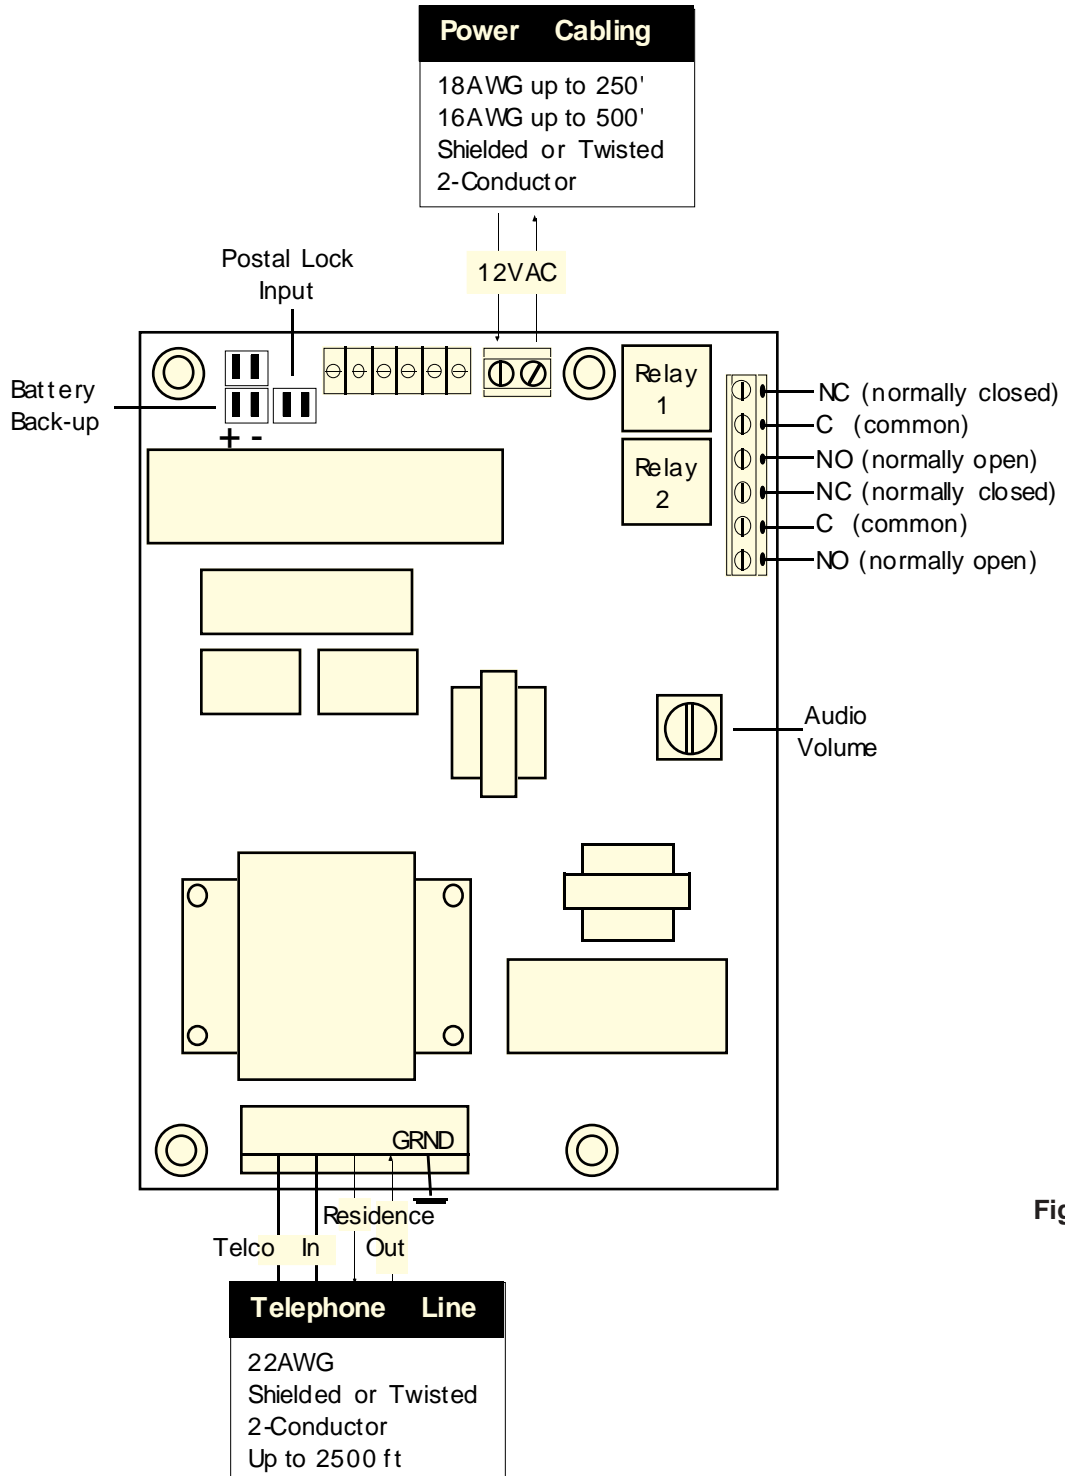 Power Cabling
18AWG up to 250'
16AWG up to 500'
Shielded or Twisted
2-Conductor
12VAC
Postal Lock
Input
Battery
Back-up
+ -
Relay
1
Relay
2
NC (normally closed)
C (common)
NO (normally open)
NC (normally closed)
C (common)
NO (normally open)
Audio
Volume
GRND
Residence
Out
Telco In
Telephone Line
22AWG
Shielded or Twisted
2-Conductor
Up to 2500 ft
Fig